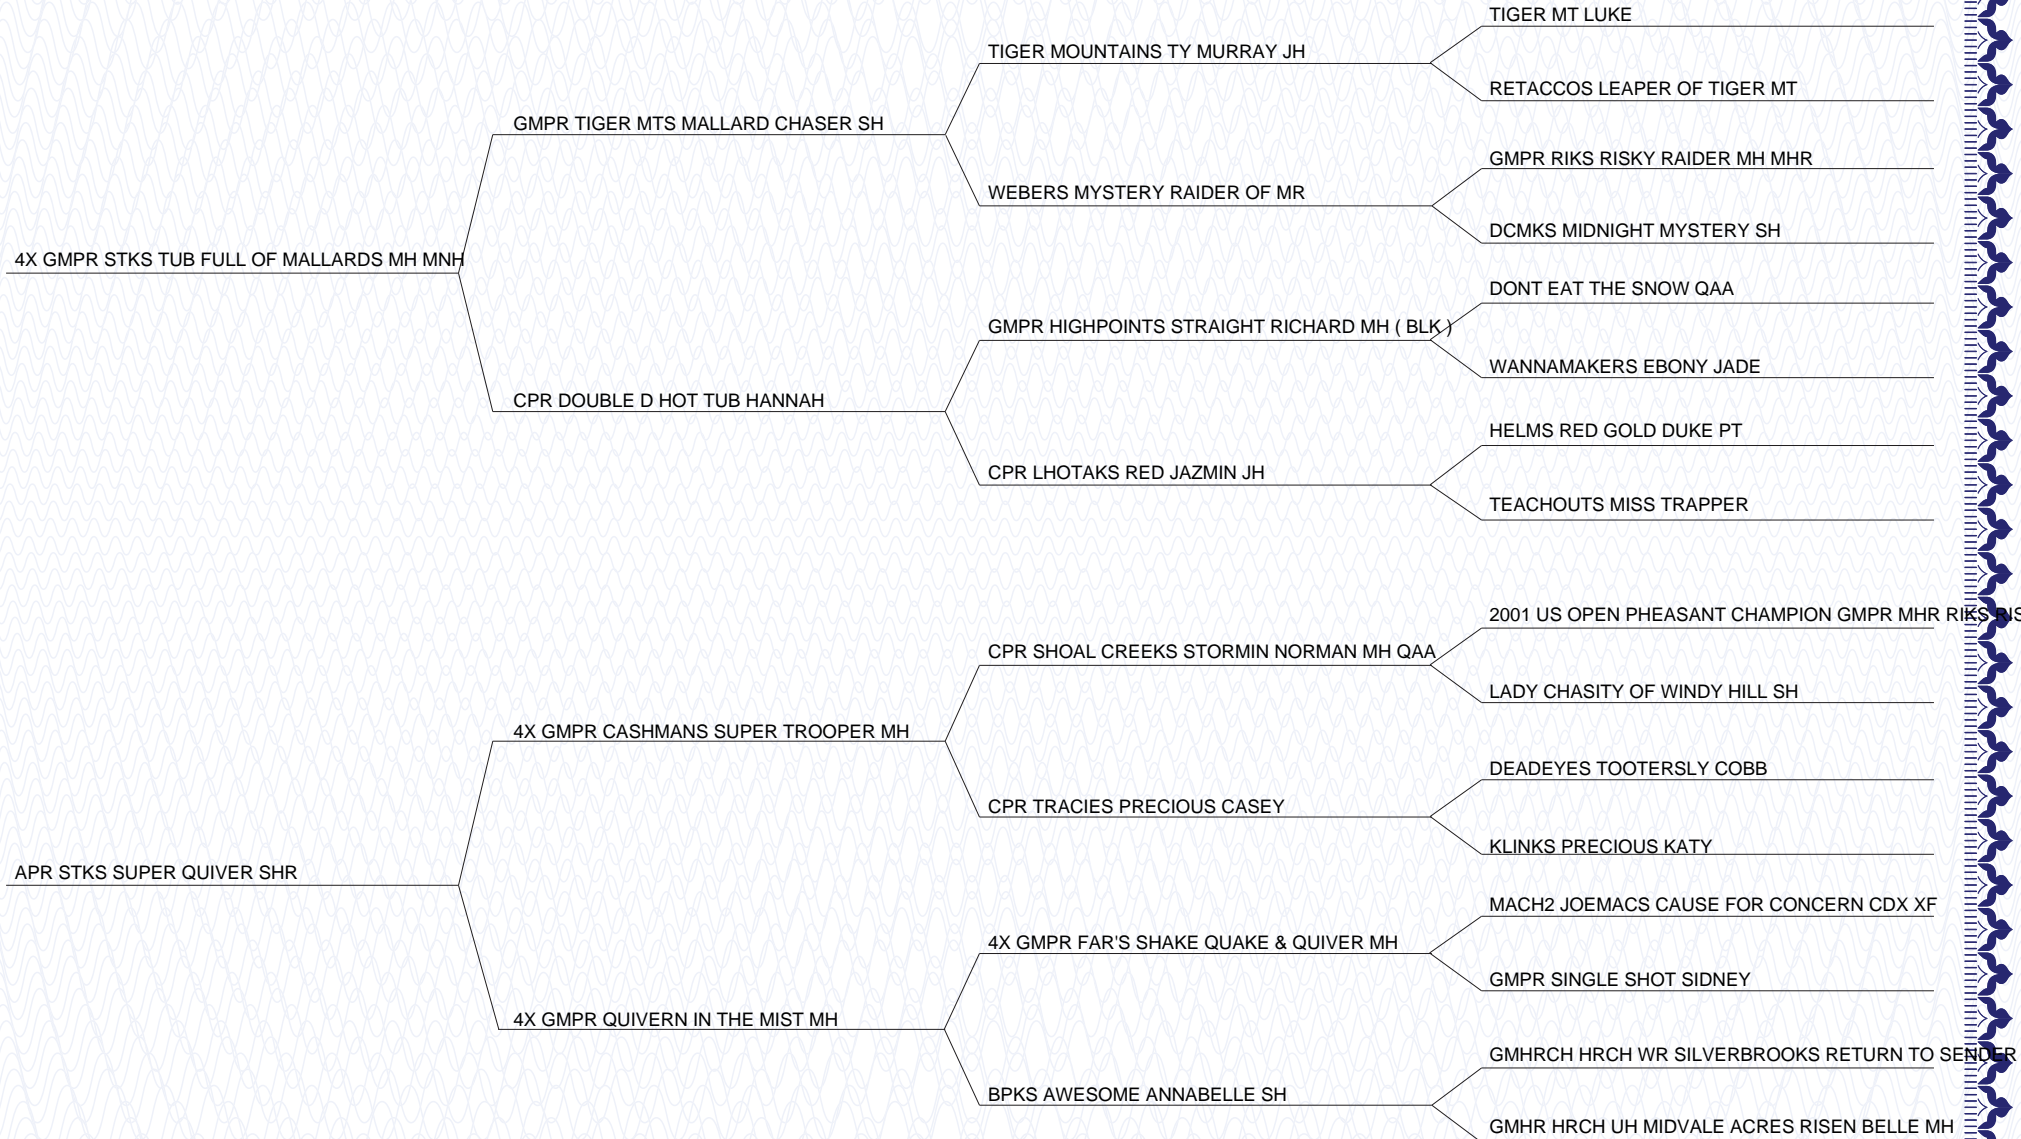 TIGER MT LUKE
TIGER MOUNTAINS TY MURRAY JH
RETACCOS LEAPER OF TIGER MT
GMPR TIGER MTS MALLARD CHASER SH
GMPR RIKS RISKY RAIDER MH MHR
WEBERS MYSTERY RAIDER OF MR
DCMKS MIDNIGHT MYSTERY SH
4X GMPR STKS TUB FULL OF MALLARDS MH MNH
DONT EAT THE SNOW QAA
GMPR HIGHPOINTS STRAIGHT RICHARD MH ( BLK )
WANNAMAKERS EBONY JADE
CPR DOUBLE D HOT TUB HANNAH
HELMS RED GOLD DUKE PT
CPR LHOTAKS RED JAZMIN JH
TEACHOUTS MISS TRAPPER
2001 US OPEN PHEASANT CHAMPION GMPR MHR RIKS
CPR SHOAL CREEKS STORMIN NORMAN MH QAA
LADY CHASITY OF WINDY HILL SH
4X GMPR CASHMANS SUPER TROOPER MH
DEADEYES TOOTERSLY COBB
CPR TRACIES PRECIOUS CASEY
KLINKS PRECIOUS KATY
APR STKS SUPER QUIVER SHR
MACH2 JOEMACS CAUSE FOR CONCERN CDX XF
4X GMPR FAR'S SHAKE QUAKE & QUIVER MH
GMPR SINGLE SHOT SIDNEY
4X GMPR QUIVERN IN THE MIST MH
GMHRCH HRCH WR SILVERBROOKS RETURN TO SENDER
BPKS AWESOME ANNABELLE SH
GMHR HRCH UH MIDVALE ACRES RISEN BELLE MH